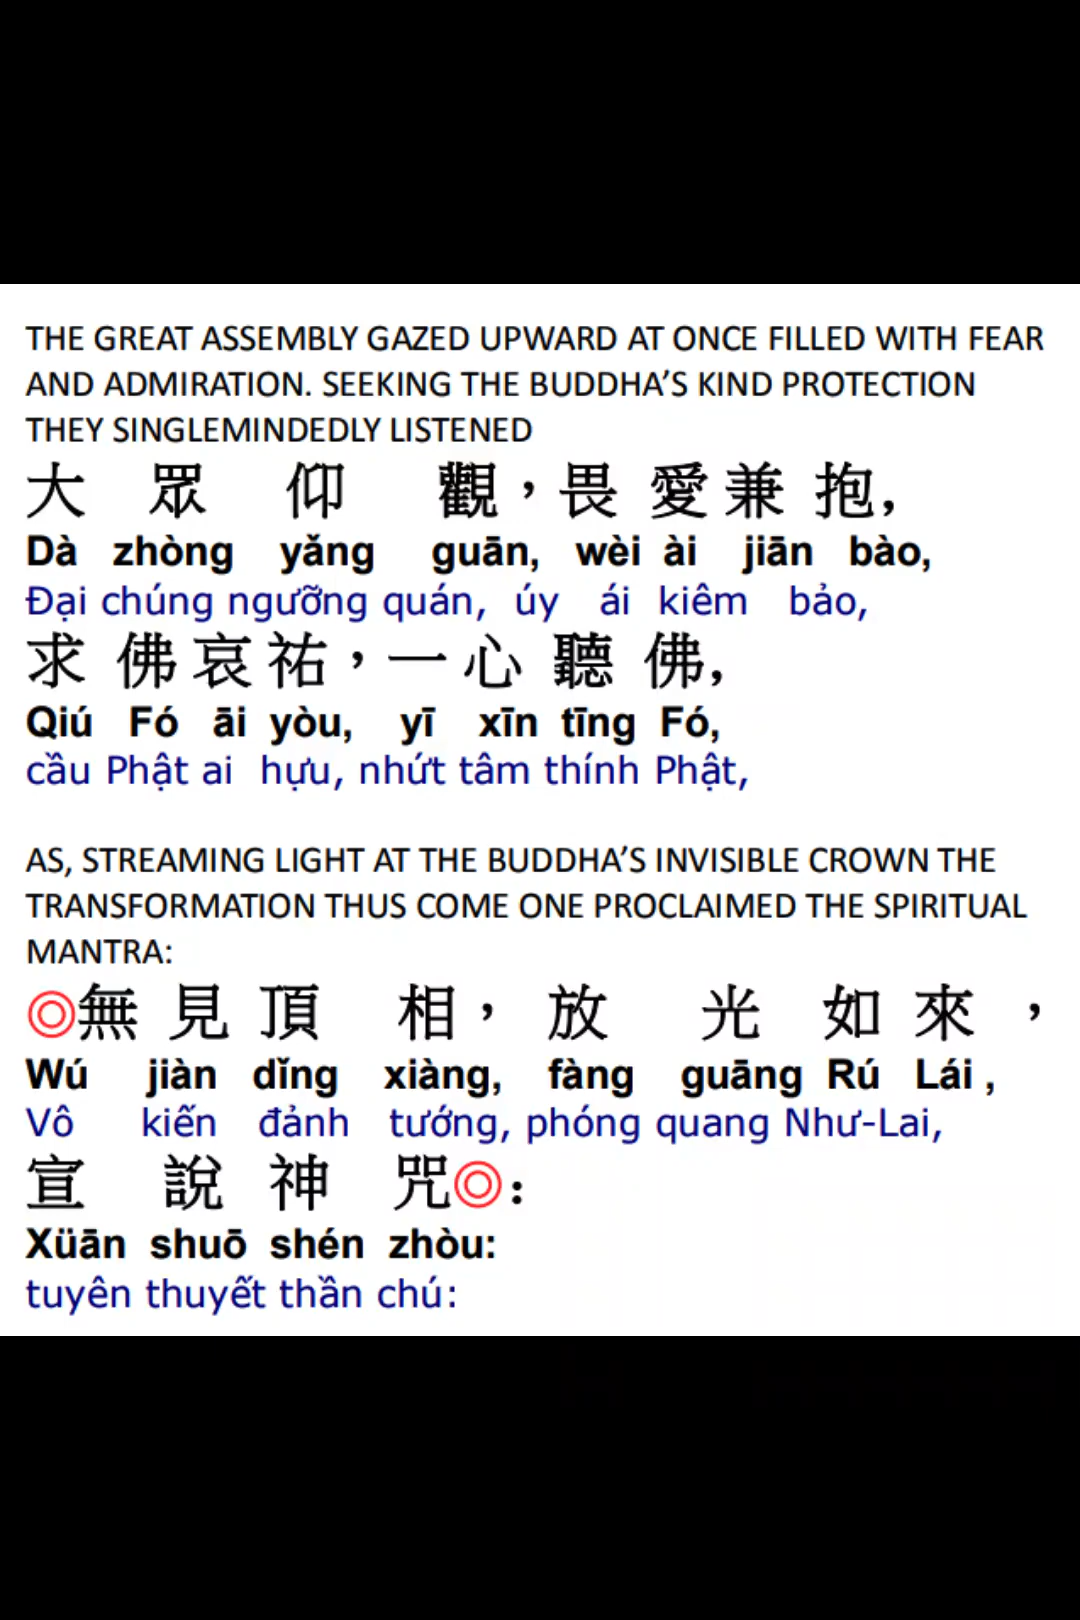 THE GREAT ASSEMBLY GAZED UPWARD AT ONCE FILLED WITH FEAR
AND ADMIRATION. SEEKING THE BUDDHA’S KIND PROTECTION
THEY SINGLEMINDEDLY LISTENED
大 眾 仰 觀，畏 愛 兼 抱,
Dà zhòng yǎng guān, wèi ài jiān bào,
Đại chúng ngưỡng quán, úy ái kiêm bảo,
求 佛 哀 祐，一 心 聽 佛,
Qiú Fó āi yòu, yī xīn tīng Fó,
cầu Phật ai hựu, nhứt tâm thính Phật,
AS, STREAMING LIGHT AT THE BUDDHA’S INVISIBLE CROWN THE
TRANSFORMATION THUS COME ONE PROCLAIMED THE SPIRITUAL
MANTRA:
◎無 見 頂 相，放 光 如 來 ，
Wú jiàn dǐng xiàng, fàng guāng Rú Lái ,
Vô kiến đảnh tướng, phóng quang Như-Lai,
宣 說 神 咒◎:
Xüān shuō shén zhòu:
tuyên thuyết thần chú: